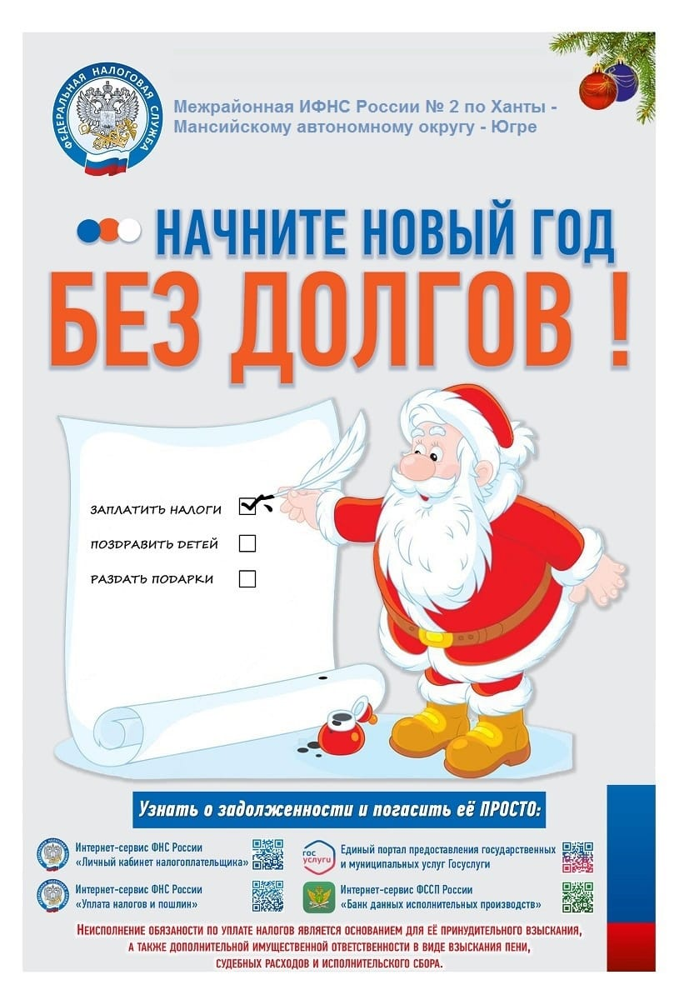 ФЕДЕРАЛЬНАЯ НАЛОГОВАЯ СЛУЖБА
Межрайонная ИФНС России № 2 по Ханты -
Мансийскому автономному округу - Югре
НАЧНИТЕ НОВЫЙ ГОД
БЕЗ ДОЛГОВ !
ЗАПЛАТИТЬ НАЛОГИ
ПОЗДРАВИТЬ ДЕТЕЙ
РАЗДАТЬ ПОДАРКИ
Узнать о задолженности и погасить её ПРОСТО:
Интернет-сервис ФНС России
«Личный кабинет налогоплательщика»
госуслуги
Единый портал предоставления государственных
и муниципальных услуг Госуслуги
Интернет-сервис ФНС России
«Уплата налогов и пошлин»
Интернет-сервис ФССП России
«Банк данных исполнительных производств»
НЕИСПОЛНЕНИЕ ОБЯЗАНОСТИ ПО УПЛАТЕ НАЛОГОВ ЯВЛЯЕТСЯ ОСНОВАНИЕМ ДЛЯ ЕЁ ПРИНУДИТЕЛЬНОГО ВЗЫСКАНИЯ,
А ТАКЖЕ ДОПОЛНИТЕЛЬНОЙ ИМУЩЕСТВЕННОЙ ОТВЕТСТВЕННОСТИ В ВИДЕ ВЗЫСКАНИЯ ПЕНИ,
СУДЕБНЫХ РАСХОДОВ И ИСПОЛНИТЕЛЬСКОГО СБОРА.